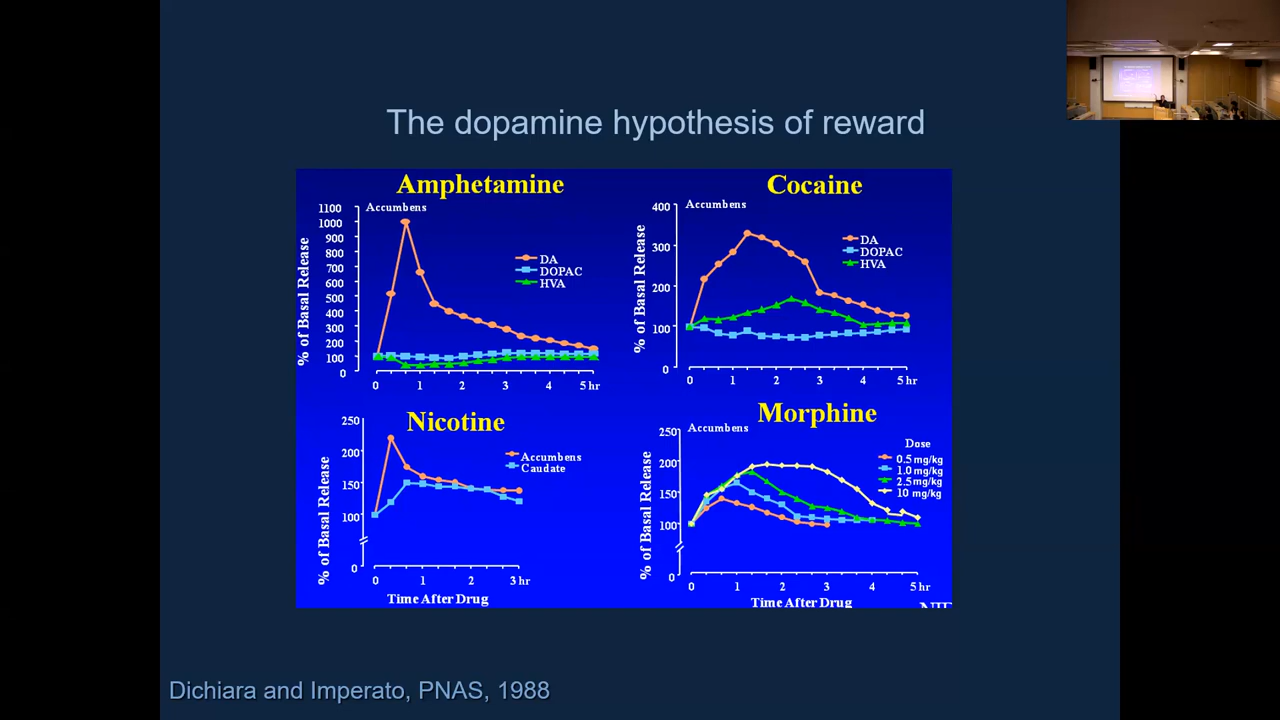 The dopamine hypothesis of reward
Amphetamine
Accumbens
% of Basal Release
1100
1000
900
800
700
600
500
400
300
200
100
0
DA
DOPAC
HVA
0 1 2 3 4 5 hr
Cocaine
Accumbens
% of Basal Release
400
300
200
100
0
DA
DOPAC
HVA
0 1 2 3 4 5 hr
Nicotine
% of Basal Release
250
200
150
100
0
Accumbens
Caudate
0 1 2 3 hr
Time After Drug
Morphine
Accumbens
% of Basal Release
250
200
150
100
0
Dose
0.5 mg/kg
1.0 mg/kg
2.5 mg/kg
10 mg/kg
0 1 2 3 4 5 hr
Time After Drug
Dichiara and Imperato, PNAS, 1988